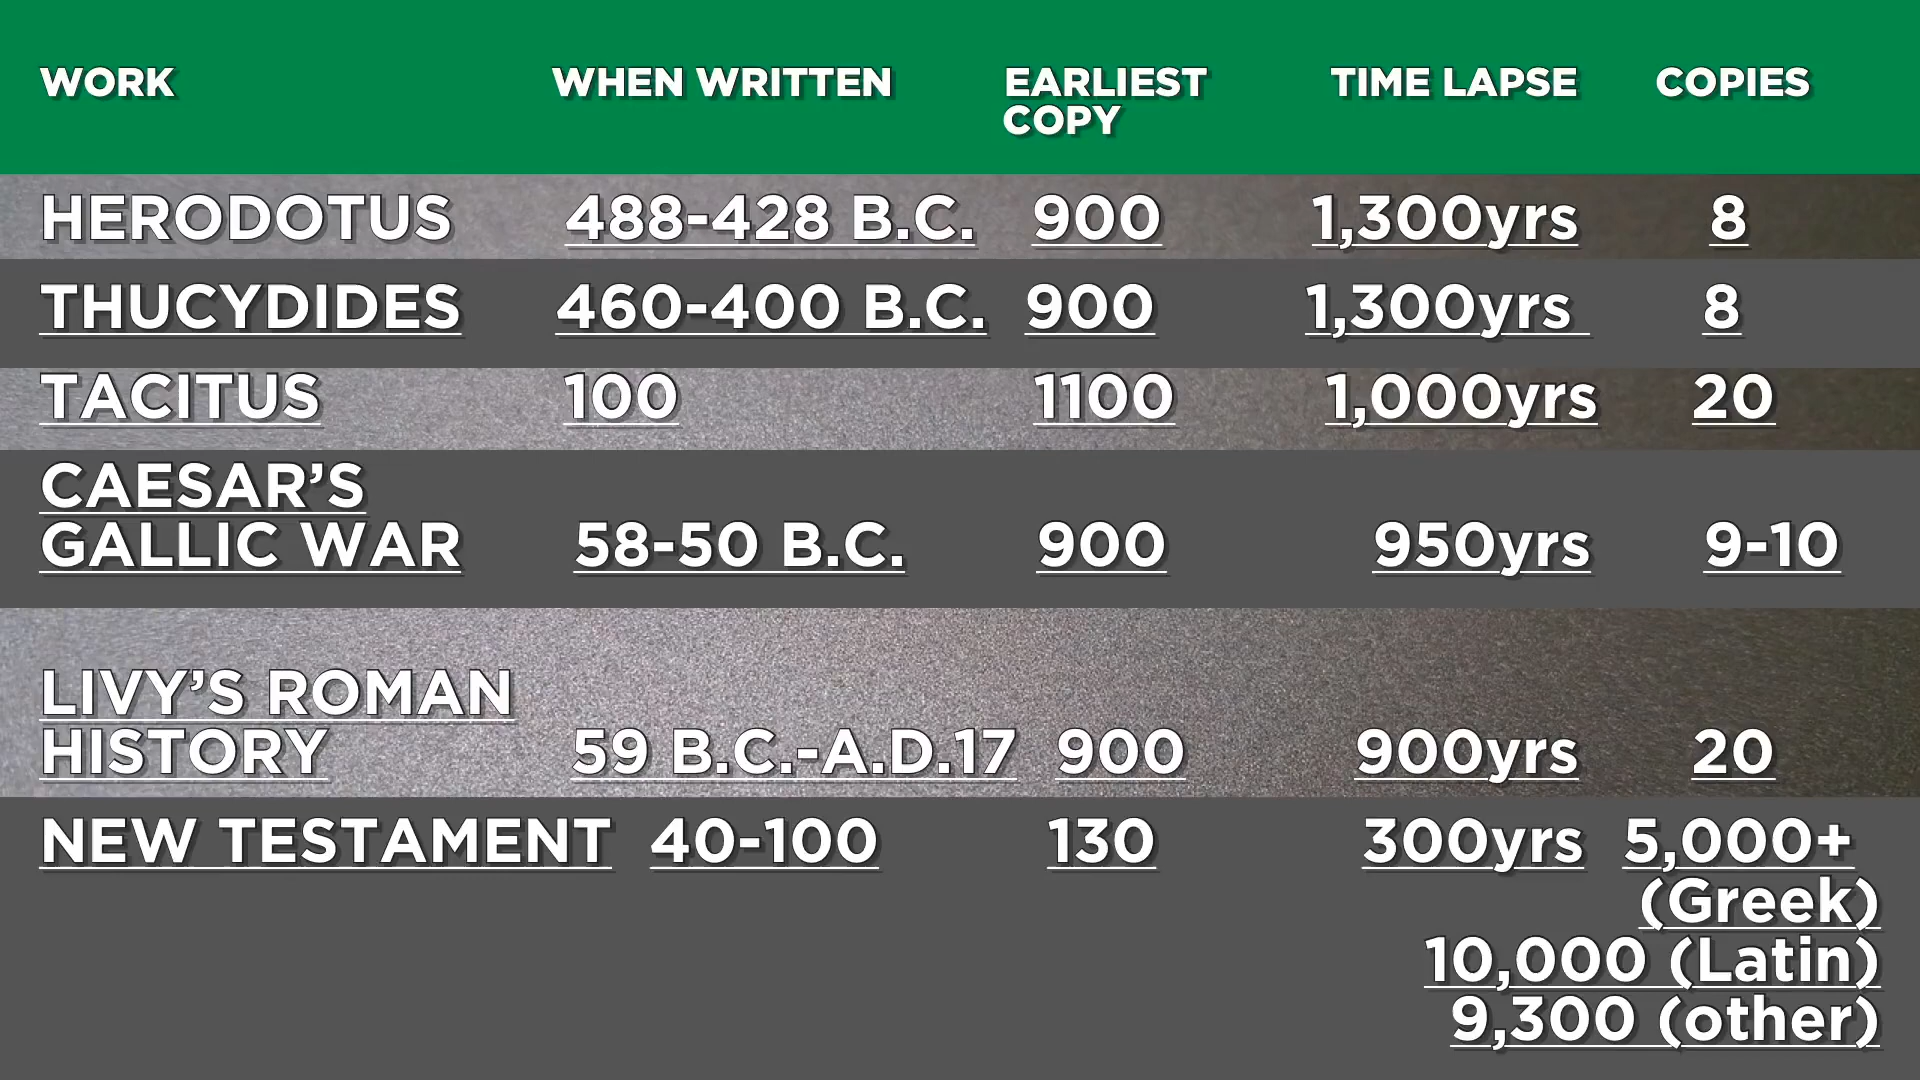 WORK WHEN WRITTEN EARLIEST COPY TIME LAPSE COPIES
HERODOTUS 488-428 B.C. 900 1,300yrs 8
THUCYDIDES 460-400 B.C. 900 1,300yrs 8
TACITUS 100 1100 1,000yrs 20
CAESAR’S
GALLIC WAR 58-50 B.C. 900 950yrs 9-10
LIVY’S ROMAN
HISTORY 59 B.C.-A.D.17 900 900yrs 20
NEW TESTAMENT 40-100 130 300yrs 5,000+
(Greek)
10,000 (Latin)
9,300 (other)